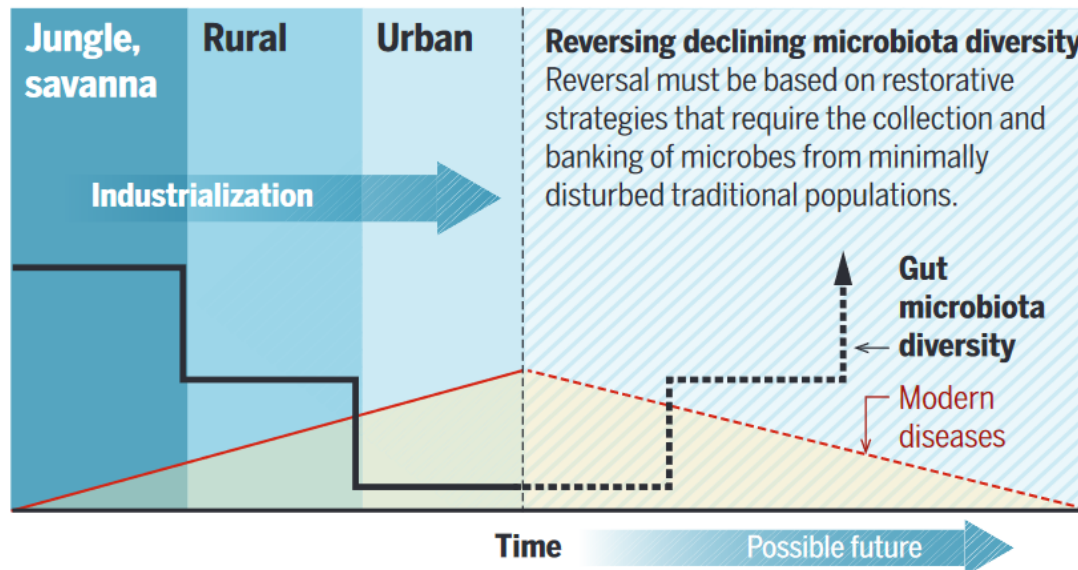 Jungle,
savanna
Rural
Urban
Reversing declining microbiota diversity
Reversal must be based on restorative
strategies that require the collection and
banking of microbes from minimally
disturbed traditional populations.
Industrialization
Gut
microbiota
diversity
Modern
diseases
Time
Possible future